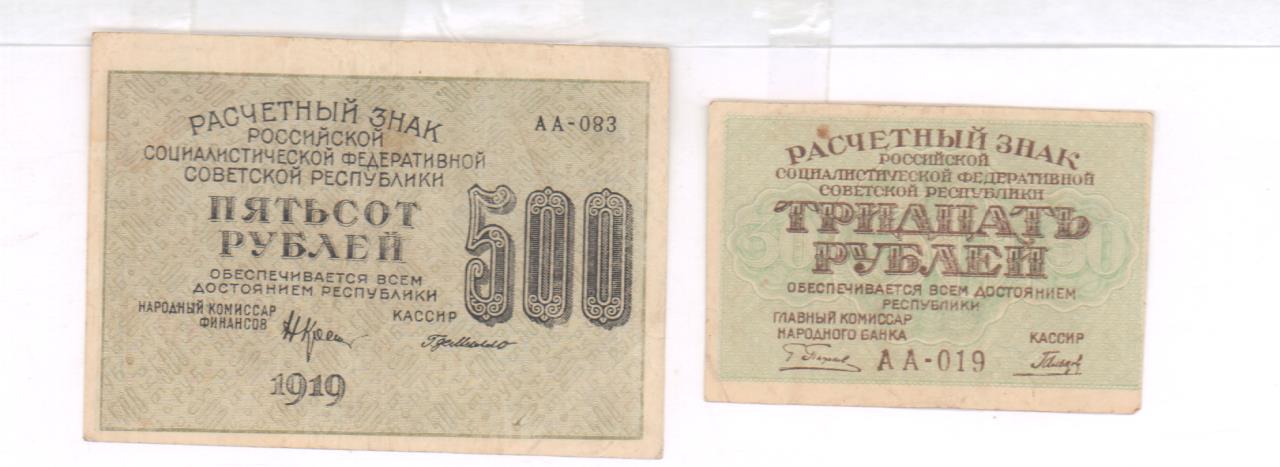 РАСЧЕТНЫЙ ЗНАК
РОССИЙСКОЙ
СОЦИАЛИСТИЧЕСКОЙ ФЕДЕРАТИВНОЙ
СОВЕТСКОЙ РЕСПУБЛИКИ
АА-083
ПЯТЬСОТ
РУБЛЕЙ
500
ОБЕСПЕЧИВАЕТСЯ ВСЕМ
ДОСТОЯНИЕМ РЕСПУБЛИКИ
НАРОДНЫЙ КОМИССАР
ФИНАНСОВ
КАССИР
1919
РАСЧЕТНЫЙ ЗНАК
РОССИЙСКОЙ
СОЦИАЛИСТИЧЕСКОЙ ФЕДЕРАТИВНОЙ
СОВЕТСКОЙ РЕСПУБЛИКИ
ТРИДЦАТЬ
РУБЛЕЙ
ОБЕСПЕЧИВАЕТСЯ ВСЕМ ДОСТОЯНИЕМ
РЕСПУБЛИКИ
ГЛАВНЫЙ КОМИССАР
НАРОДНОГО БАНКА
КАССИР
АА-019